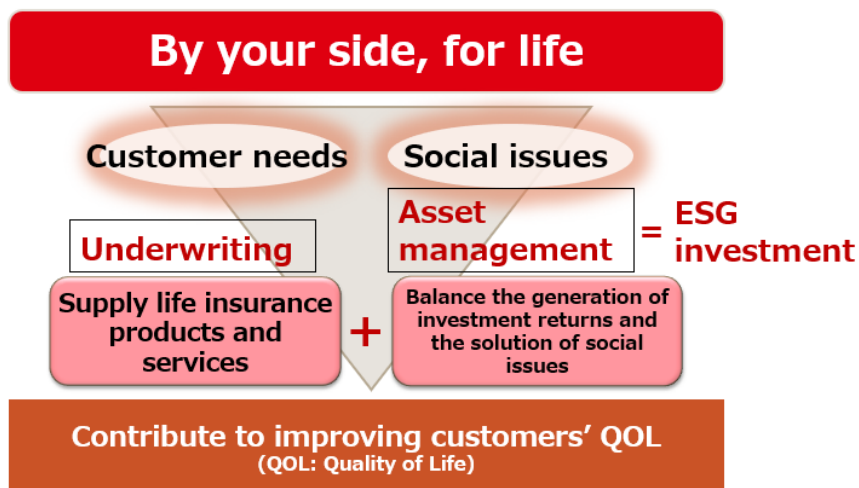 By your side, for life
Customer needs
Social issues
Underwriting
Asset
management
= ESG
investment
Supply life insurance
products and
services
+
Balance the generation of
investment returns and
the solution of social
issues
Contribute to improving customers’ QOL
(QOL: Quality of Life)